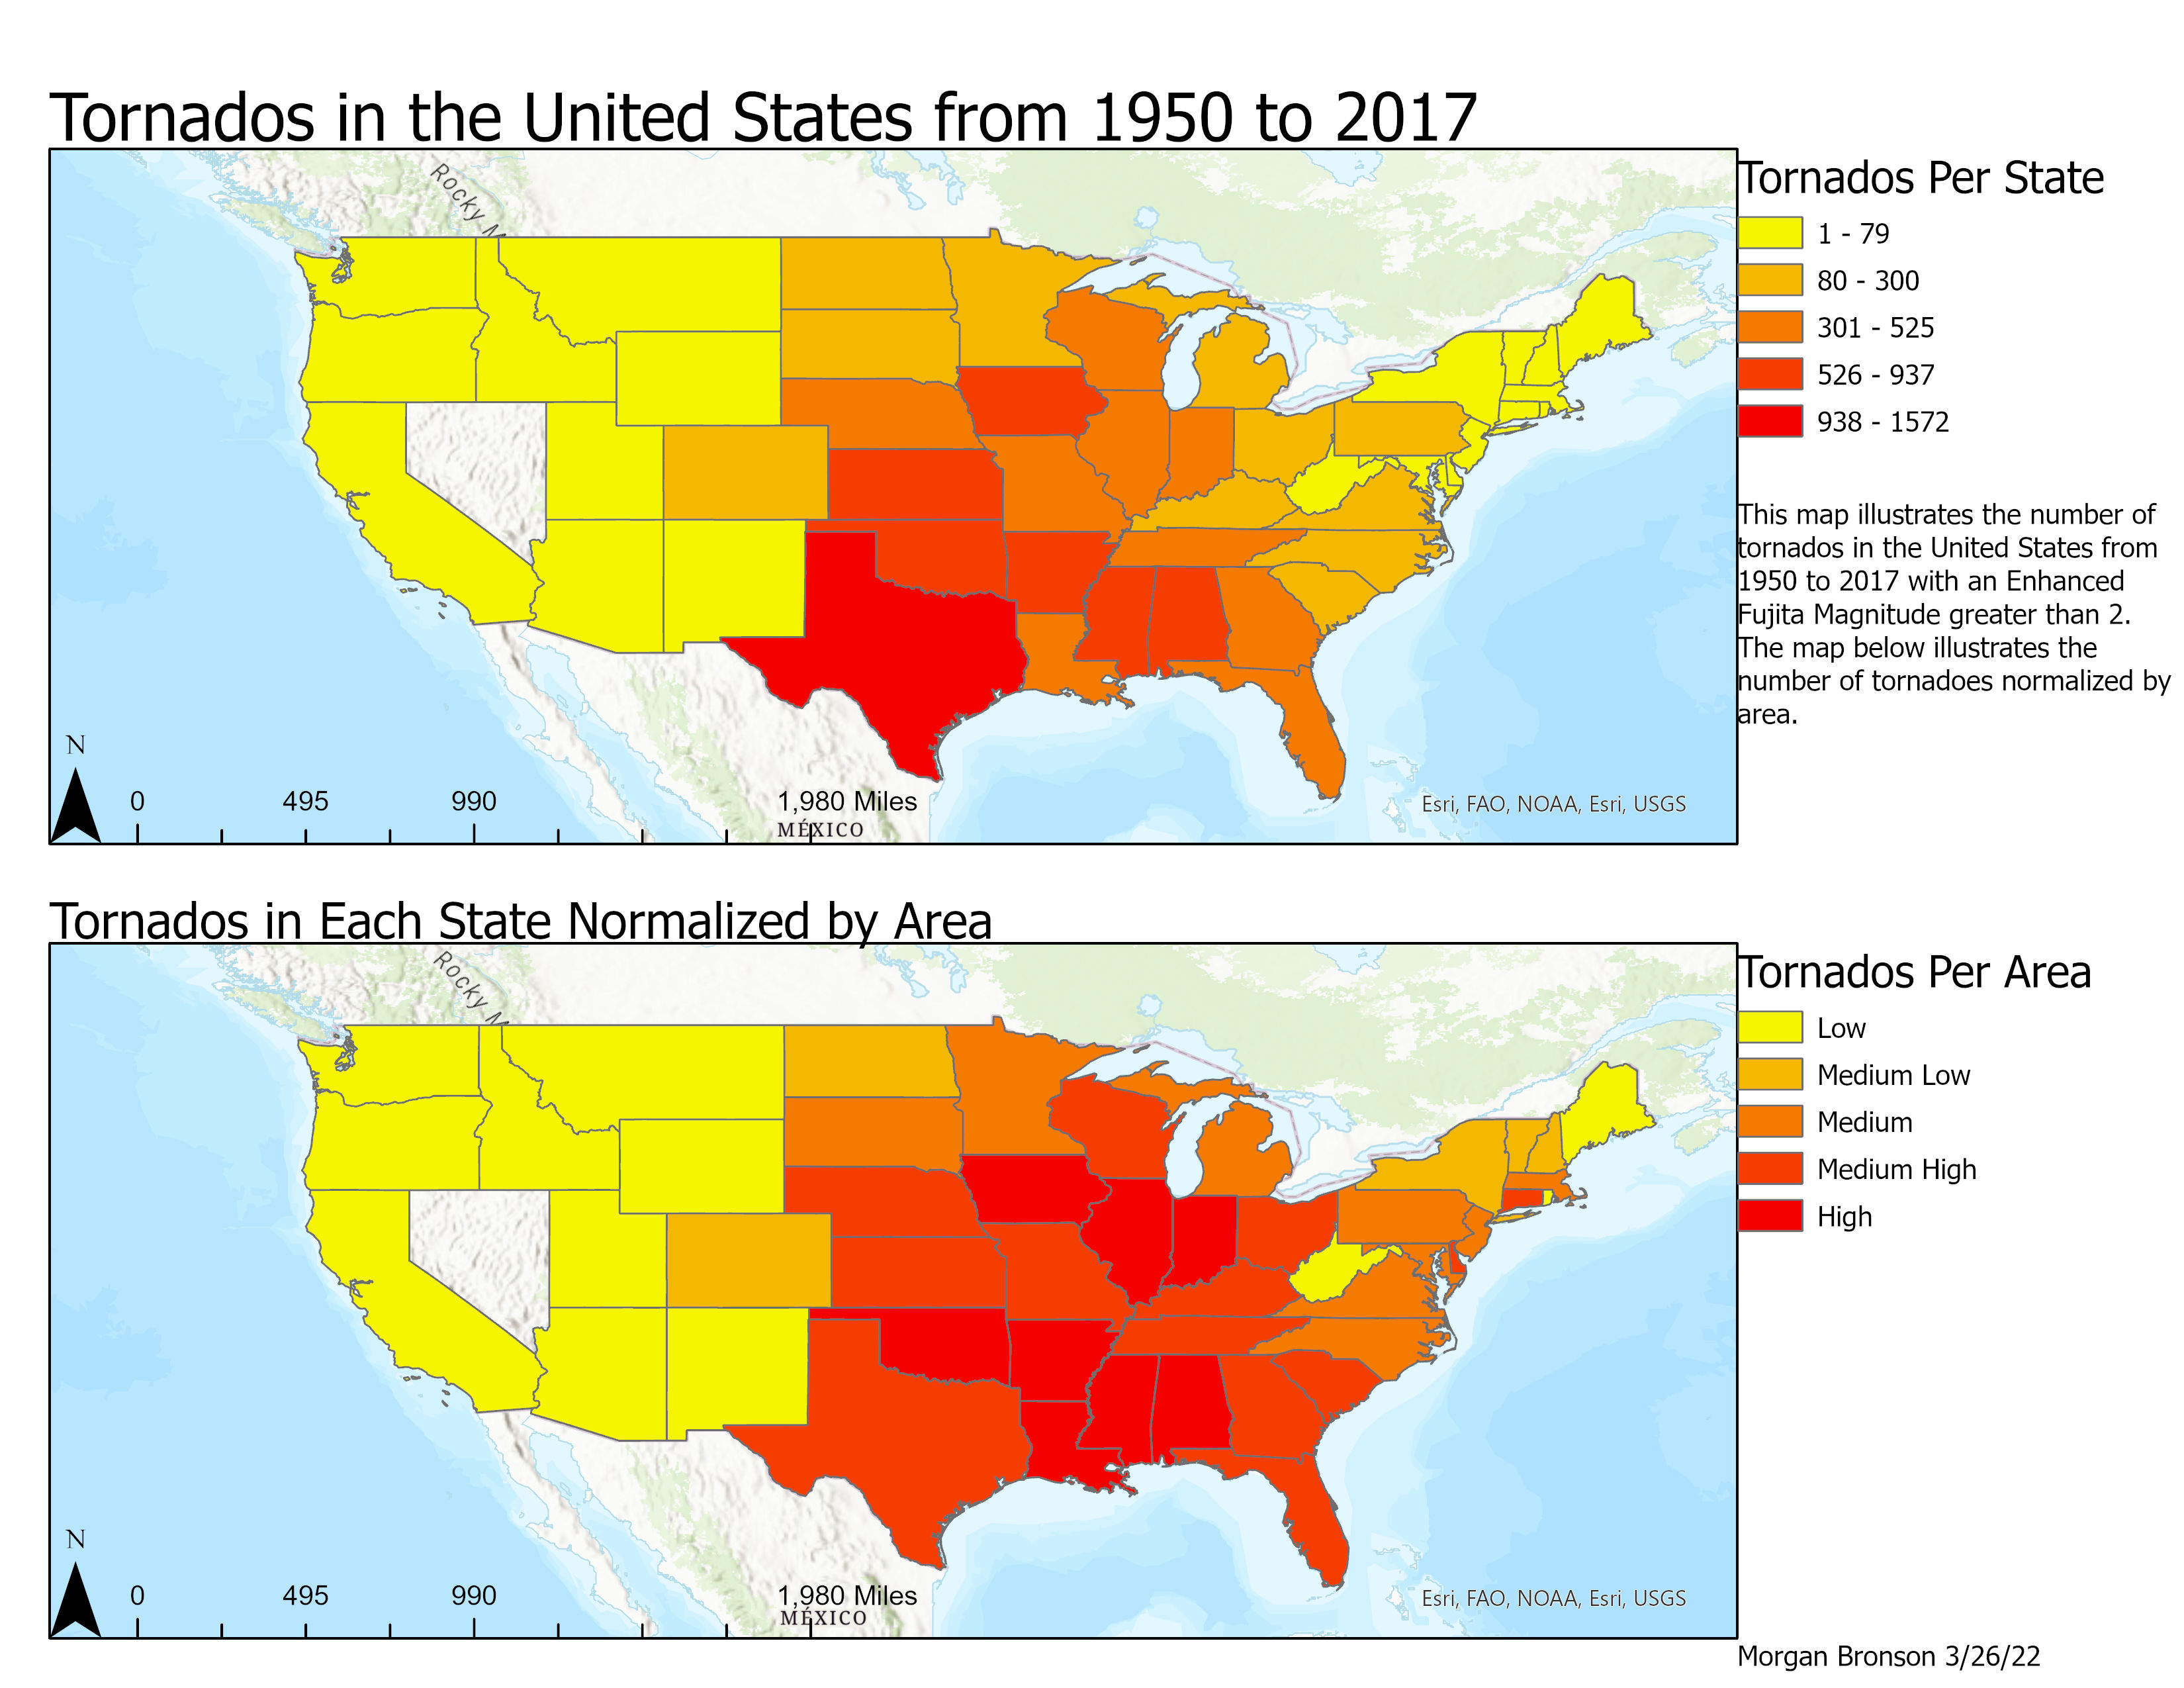 Tornados in the United States from 1950 to 2017
Rocky M
Tornados Per State
1 - 79
80 - 300
301 - 525
526 - 937
938 - 1572
This map illustrates the number of
tornados in the United States from
1950 to 2017 with an Enhanced
Fujita Magnitude greater than 2.
The map below illustrates the
number of tornadoes normalized by
area.
N
0 495 990 1,980 Miles
MÉXICO
Esri, FAO, NOAA, Esri, USGS
Tornados in Each State Normalized by Area
Rocky M
Tornados Per Area
Low
Medium Low
Medium
Medium High
High
N
0 495 990 1,980 Miles
MÉXICO
Esri, FAO, NOAA, Esri, USGS
Morgan Bronson 3/26/22